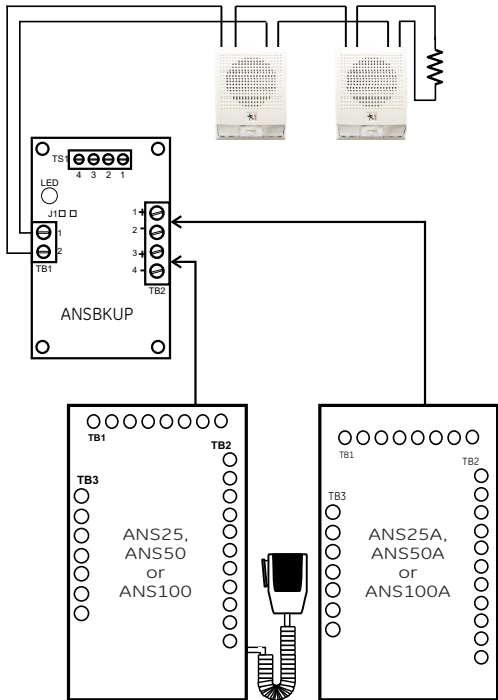 TS1
4 3 2 1
LED
J1
1
2
TB1
1 +
2 -
3 +
4 -
TB2
ANSBKUP
TB1
TB2
TB3
ANS25,
ANS50
or
ANS100
TB1
TB2
TB3
ANS25A,
ANS50A
or
ANS100A